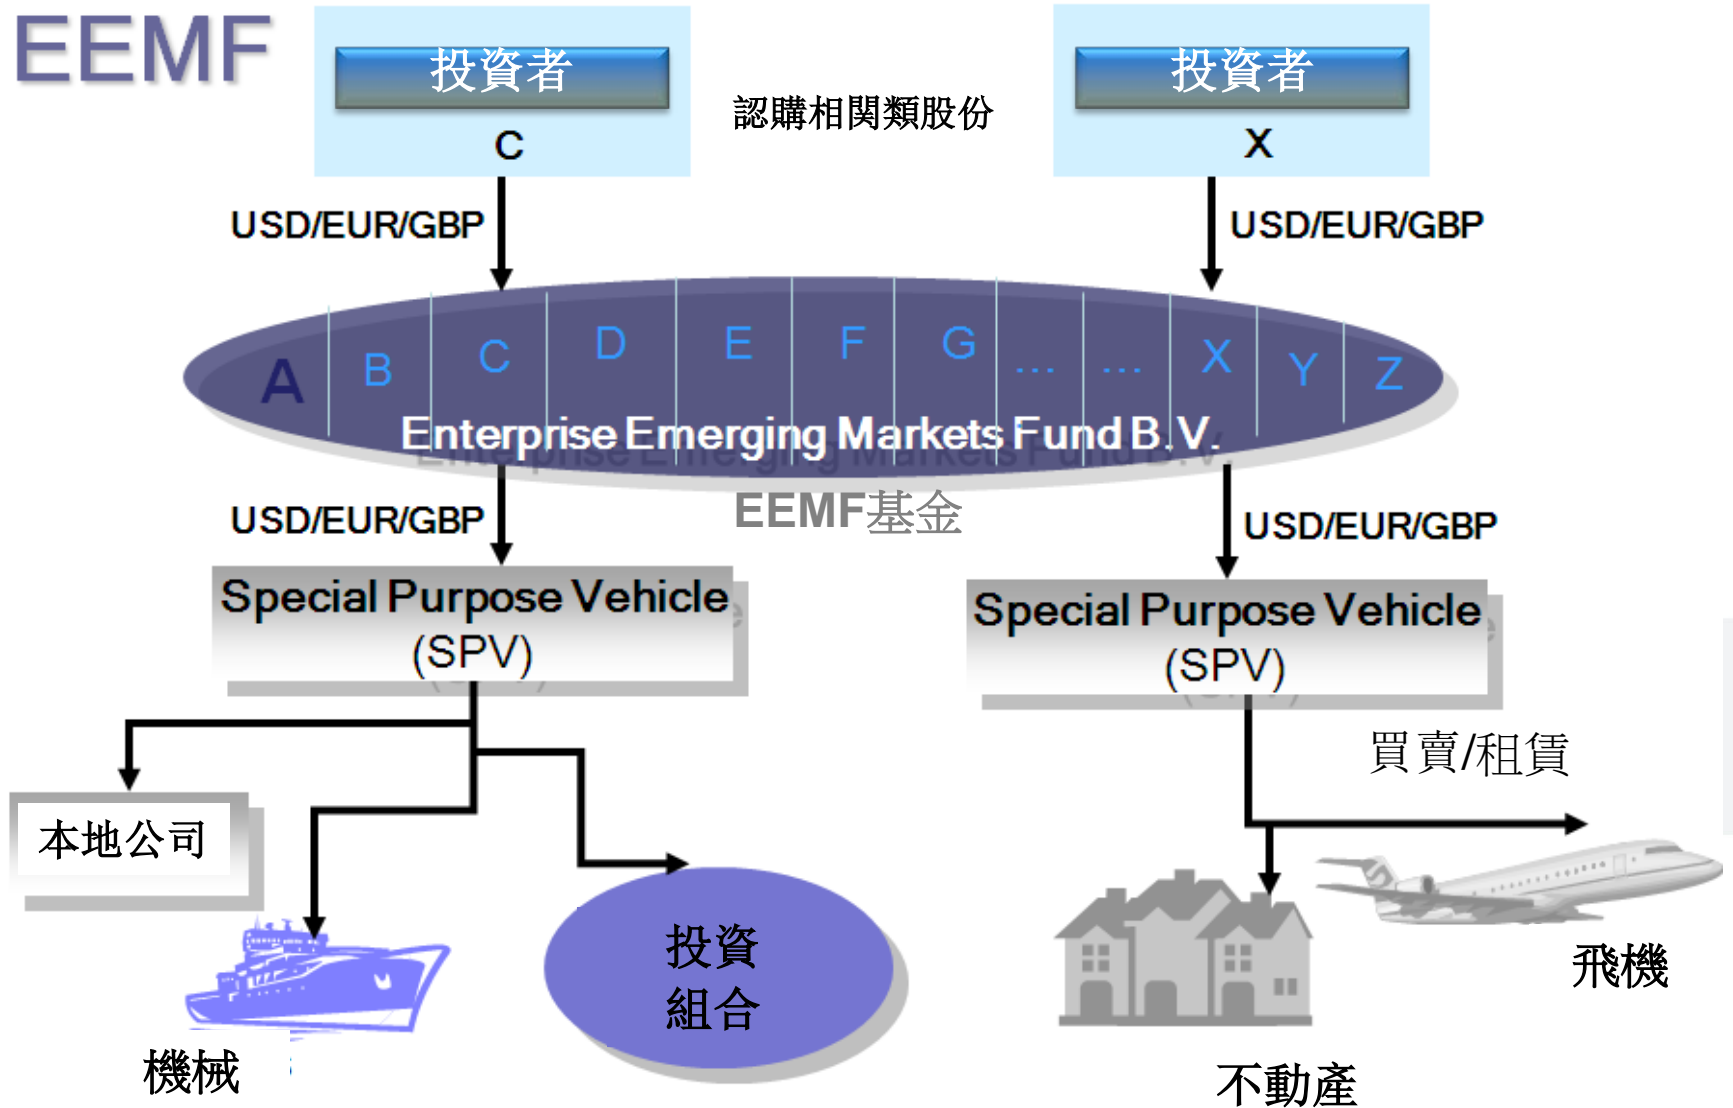 EEMF
投資者
C
認購相関類股份
投資者
X
USD/EUR/GBP
USD/EUR/GBP
A B C D E F G ... ... X Y Z
Enterprise Emerging Markets Fund B.V.
EEMF基金
USD/EUR/GBP
USD/EUR/GBP
Special Purpose Vehicle
(SPV)
Special Purpose Vehicle
(SPV)
買賣/租賃
本地公司
投資
組合
飛機
機械
不動產